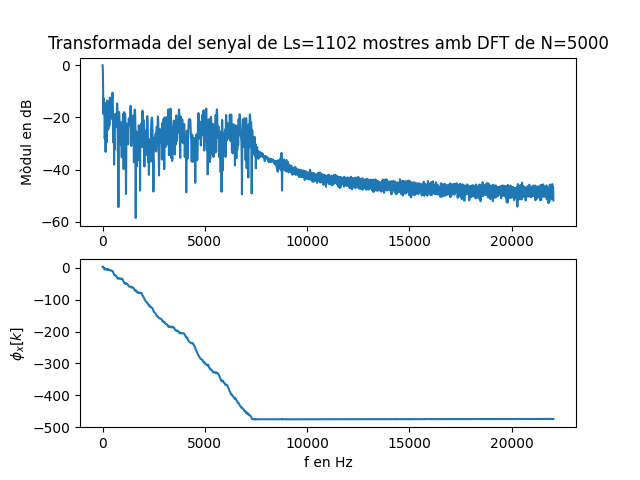 Transformada del senyal de Ls=1102 mostres amb DFT de N=5000
0
−20
−40
−60
Mòdul en dB
0 5000 10000 15000 20000
0
−100
−200
−300
−400
−500
ϕx[k]
0 5000 10000 15000 20000
f en Hz